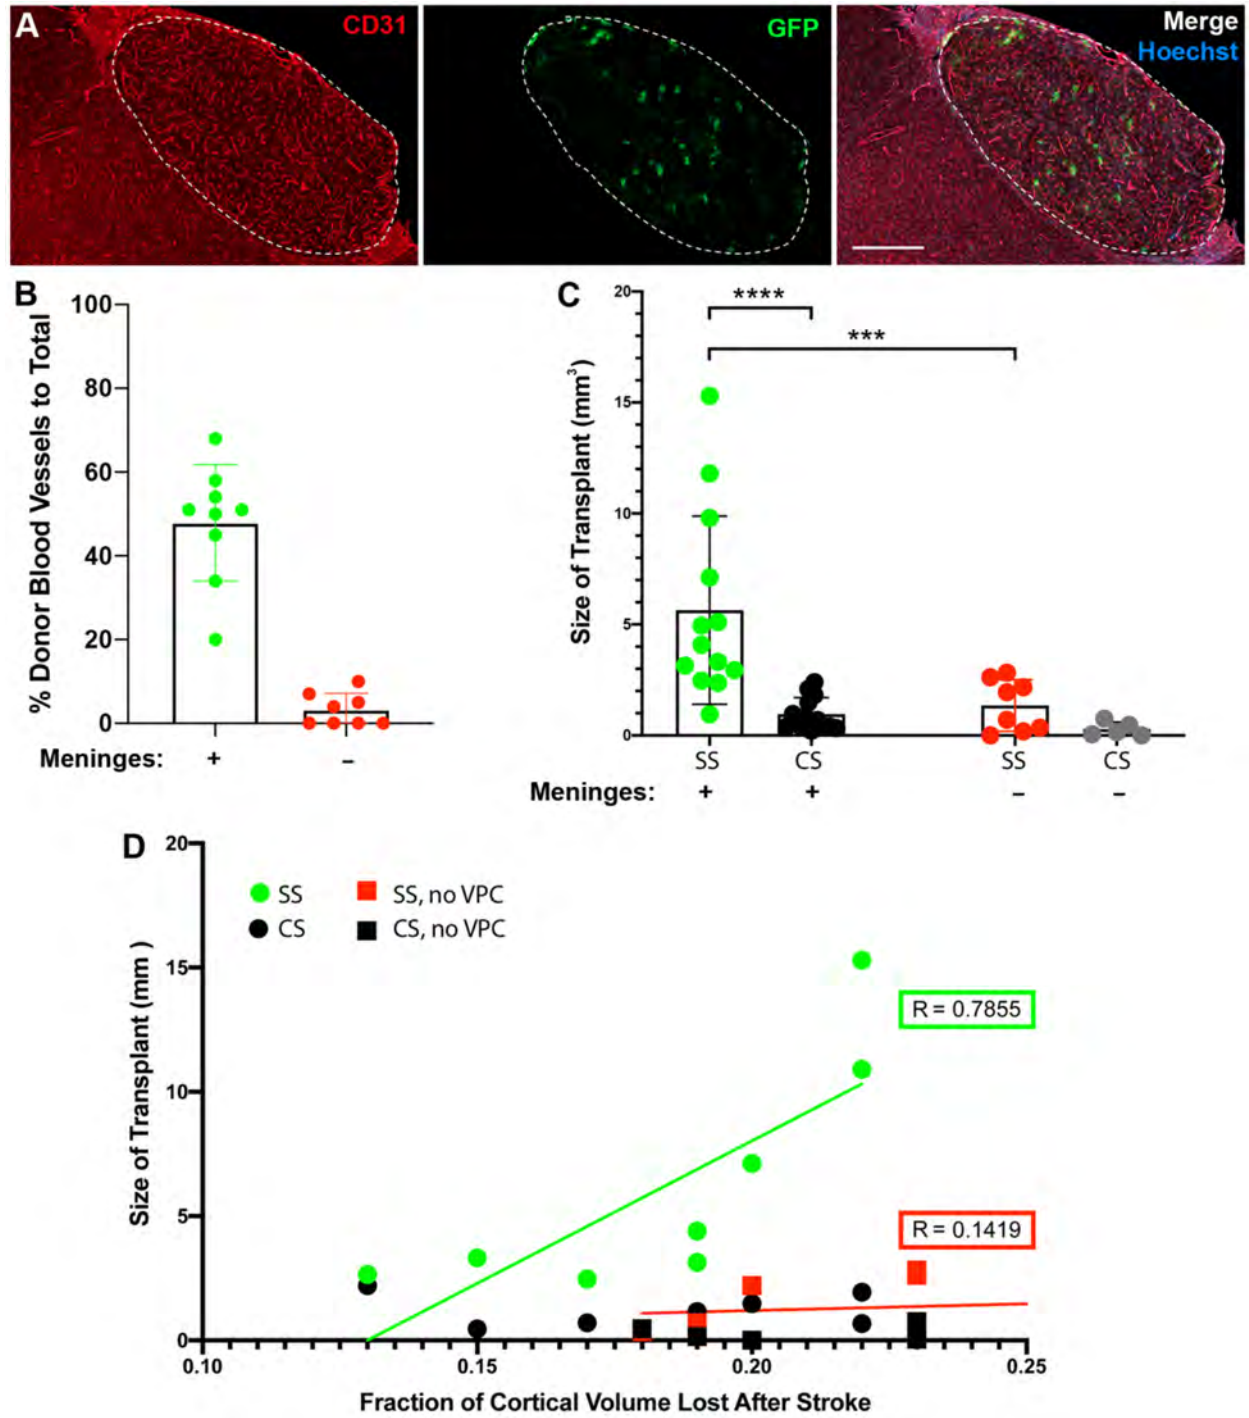 A
CD31
GFP
Merge
Hoechst
B
% Donor Blood Vessels to Total
100
80
60
40
20
0
Meninges: + –
C
Size of Transplant (mm³)
20
15
10
5
0
****
***
SS CS SS CS
Meninges: + + – –
D
Size of Transplant (mm )
20
15
10
5
0
SS SS, no VPC
CS CS, no VPC
R = 0.7855
R = 0.1419
0.10 0.15 0.20 0.25
Fraction of Cortical Volume Lost After Stroke